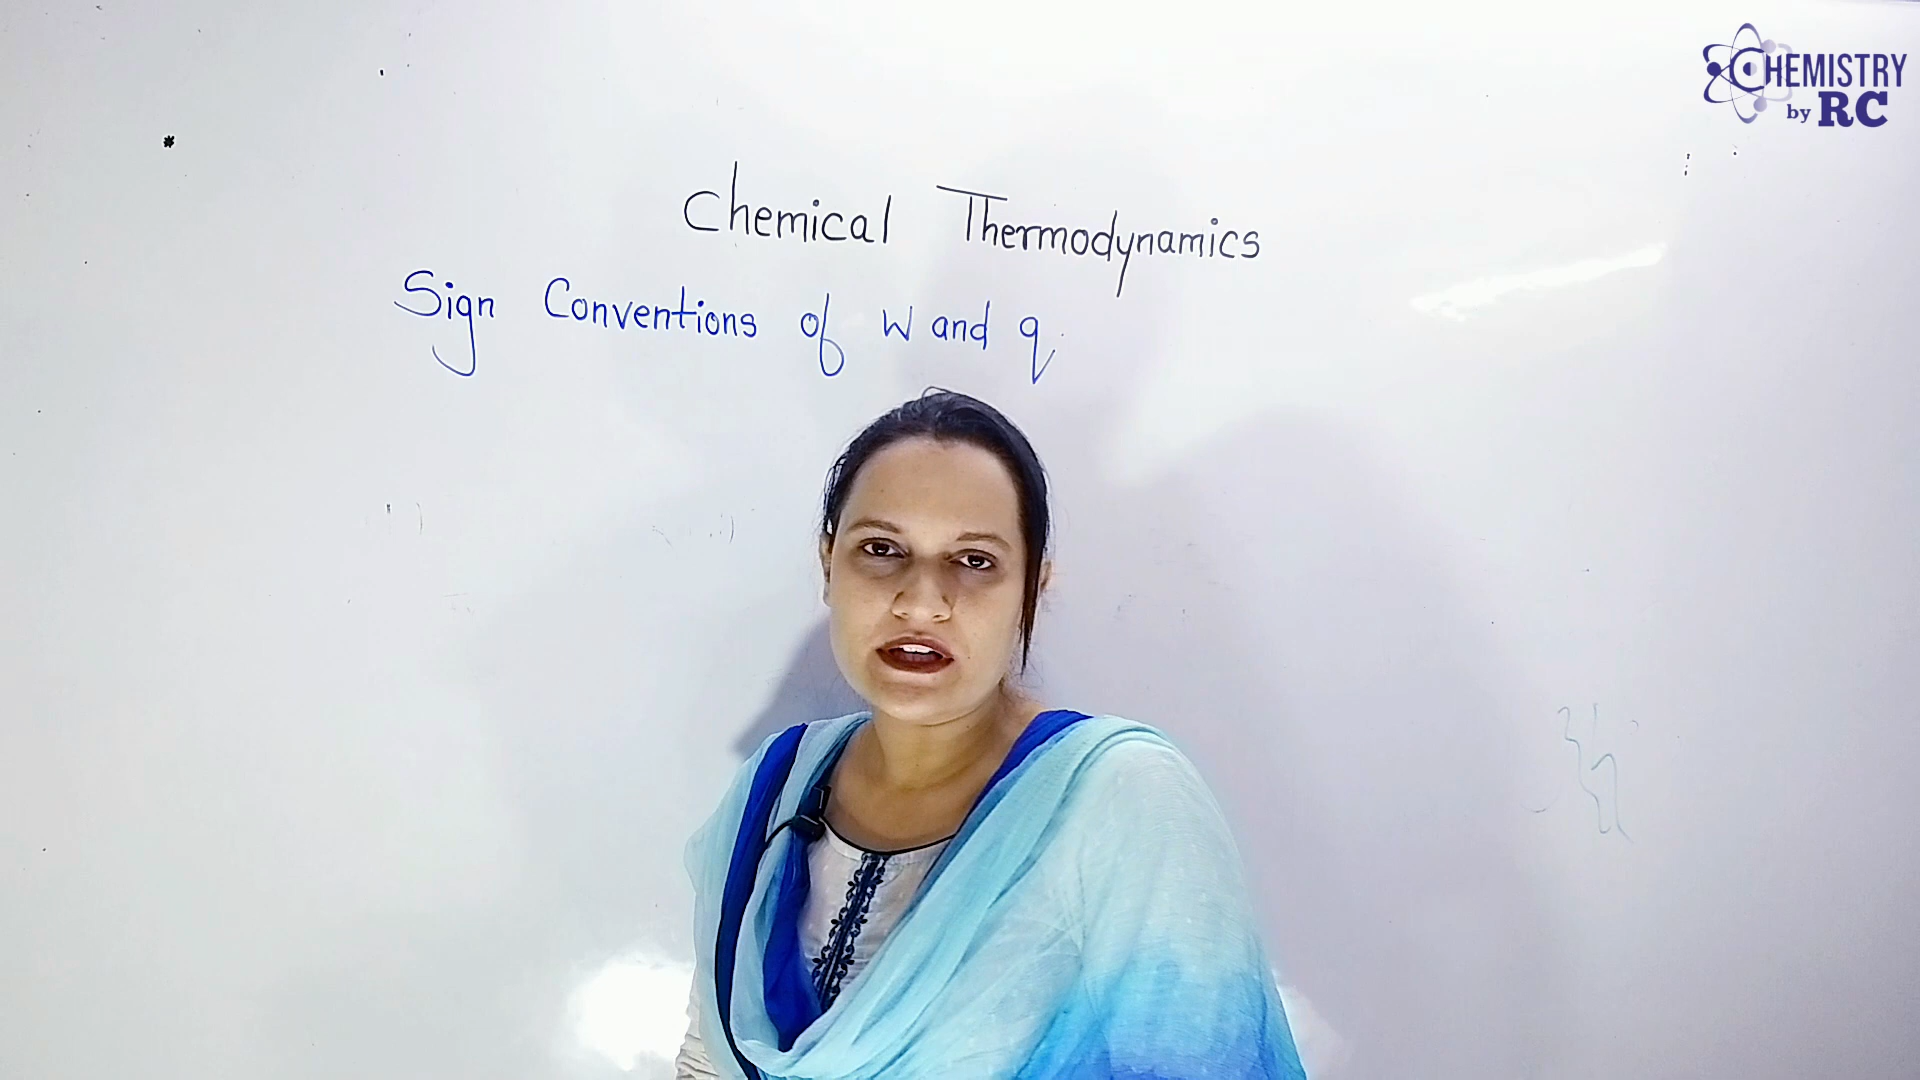 CHEMISTRY
by RC
Chemical Thermodynamics
Sign Conventions of W and q